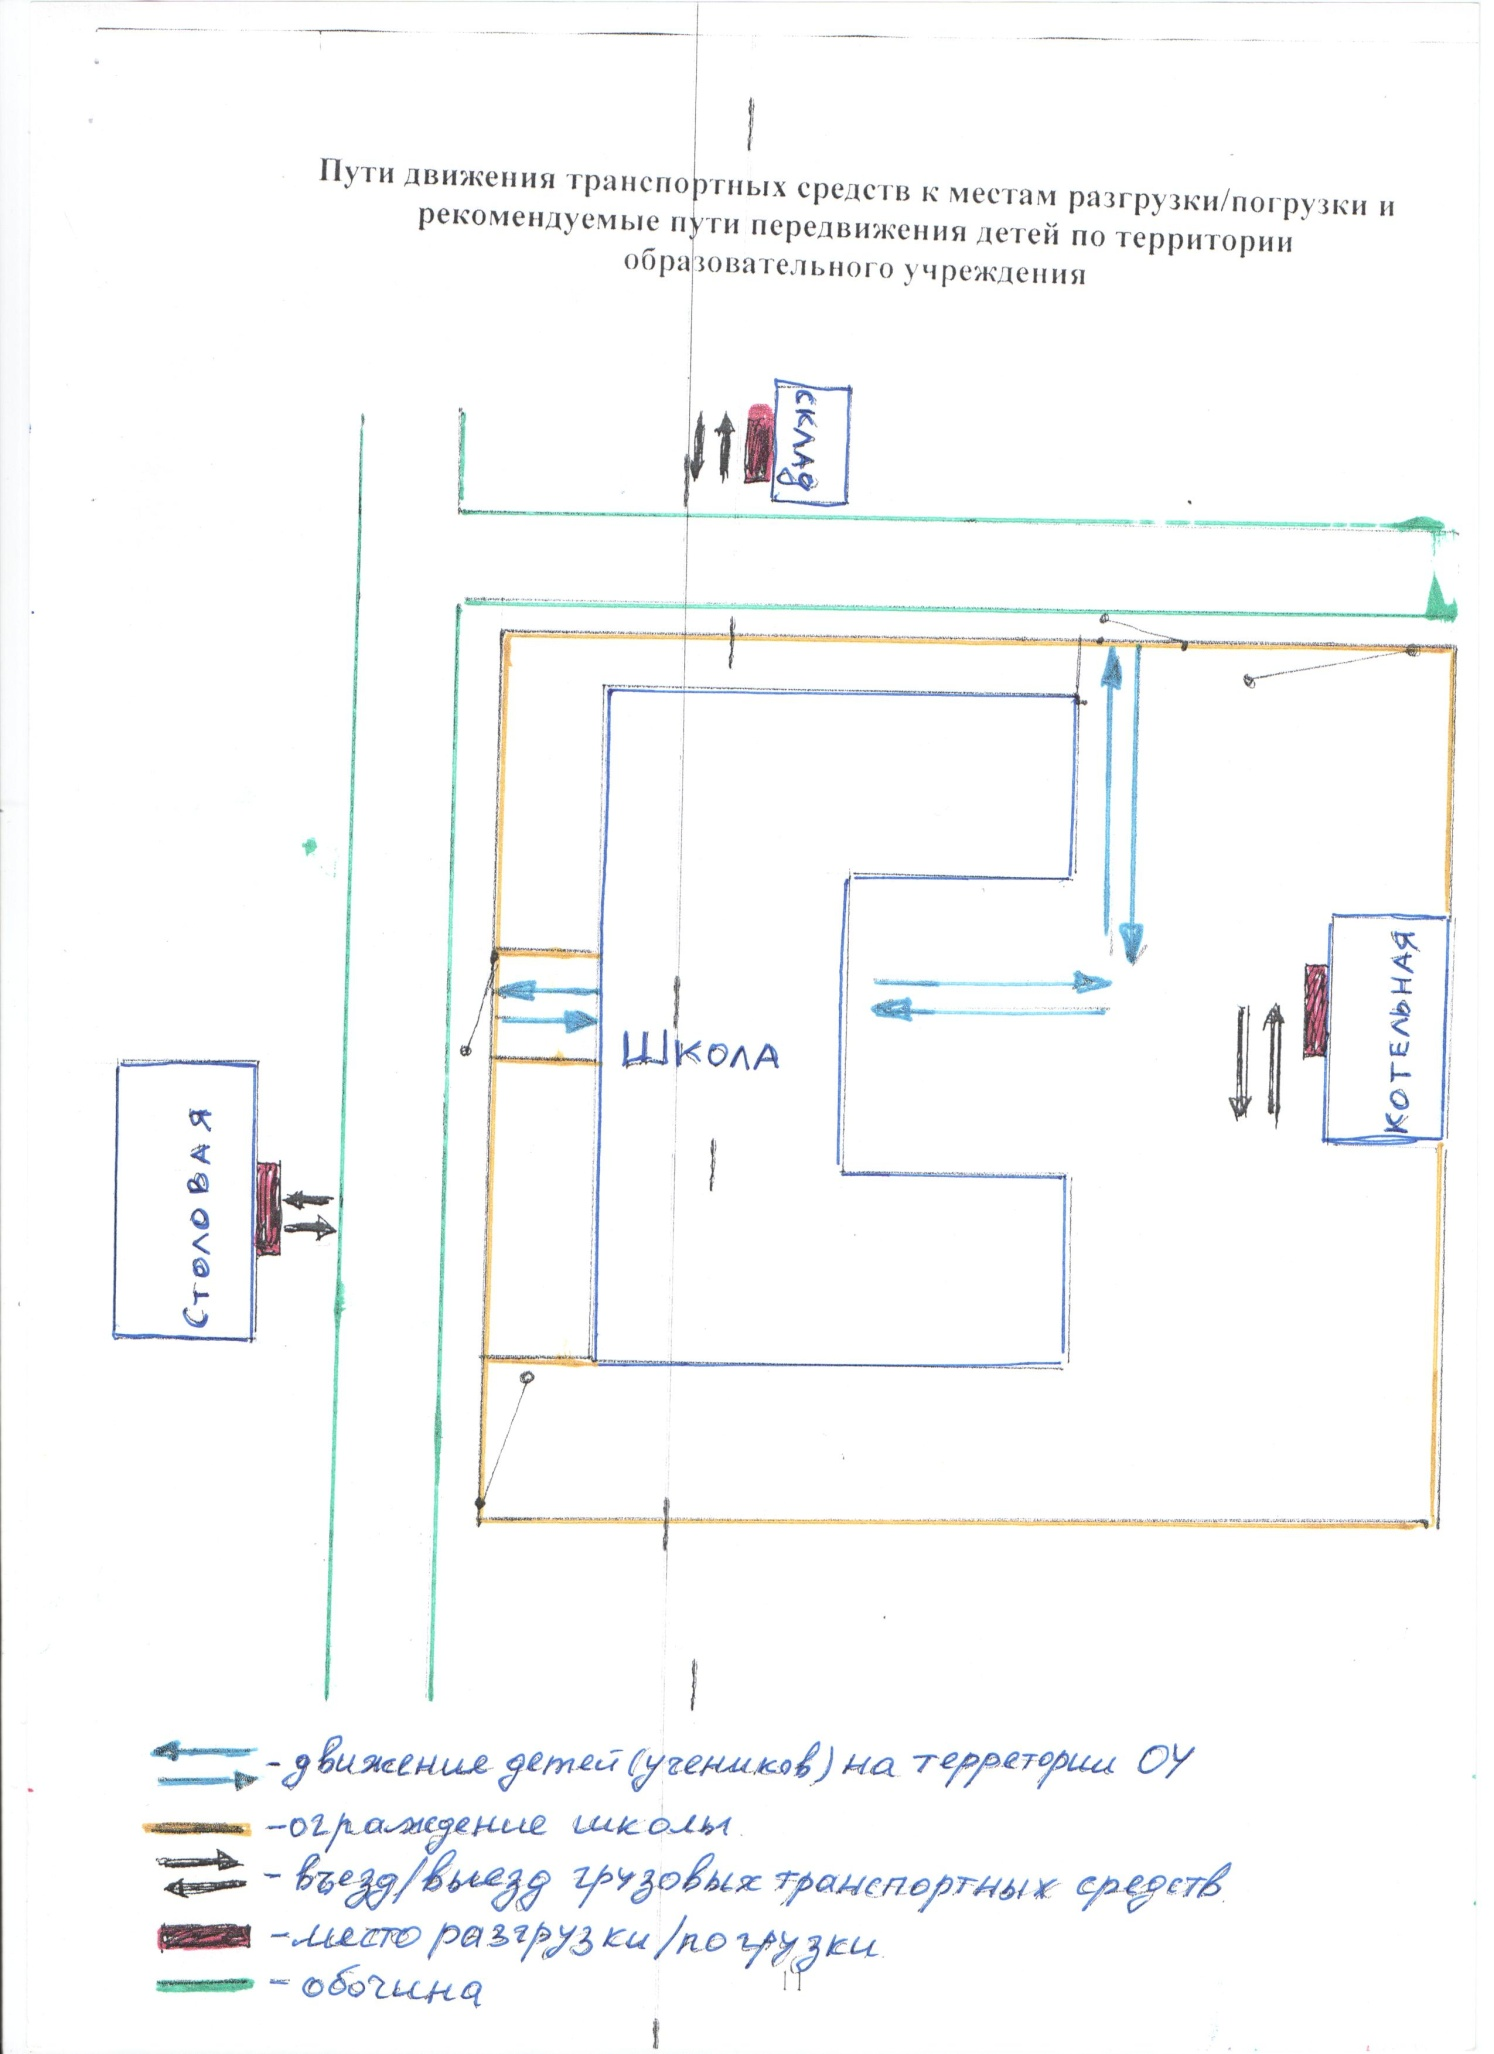 Пути движения транспортных средств к местам разгрузки/погрузки и
рекомендуемые пути передвижения детей по территории
образовательного учреждения
склад
Школа
КОТЕЛЬНАЯ
Столовая
-движение детей (учеников) на терретории ОУ
-ограждение школы
-въезд/выезд грузовых транспортных средств
-место разгрузки/погрузки
11
- обочина